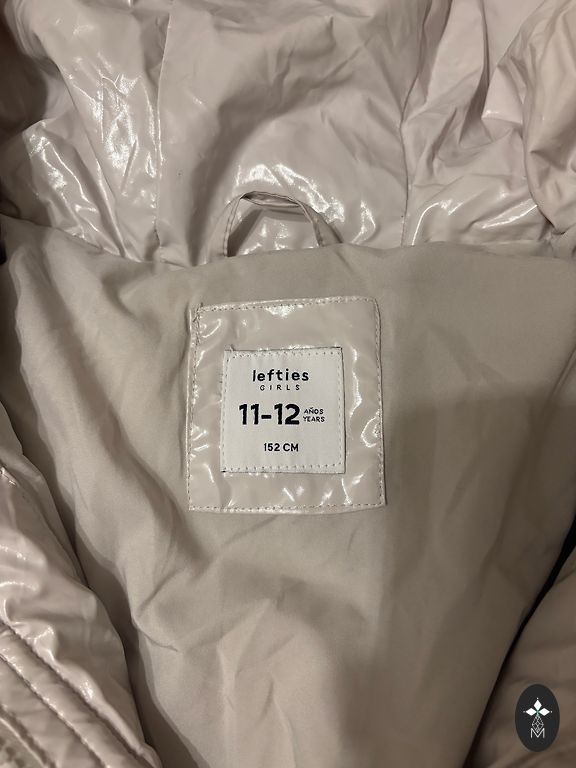 lefties
GIRLS
11-12 AÑOS YEARS
152 CM
M